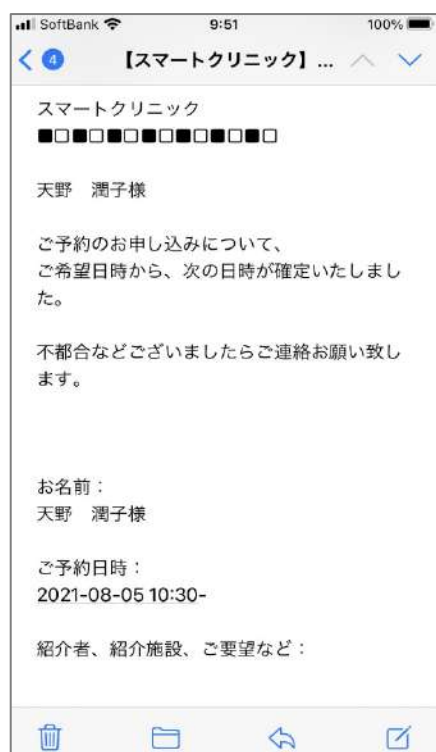 SoftBank 9:51 100%
4 【スマートクリニック】...
スマートクリニック
■□■□■□■□■□■□■□
天野　潤子様
ご予約のお申し込みについて、
ご希望日時から、次の日時が確定いたしまし
た。
不都合などございましたらご連絡お願い致し
ます。
お名前：
天野　潤子様
ご予約日時：
2021-08-05 10:30-
紹介者、紹介施設、ご要望など：